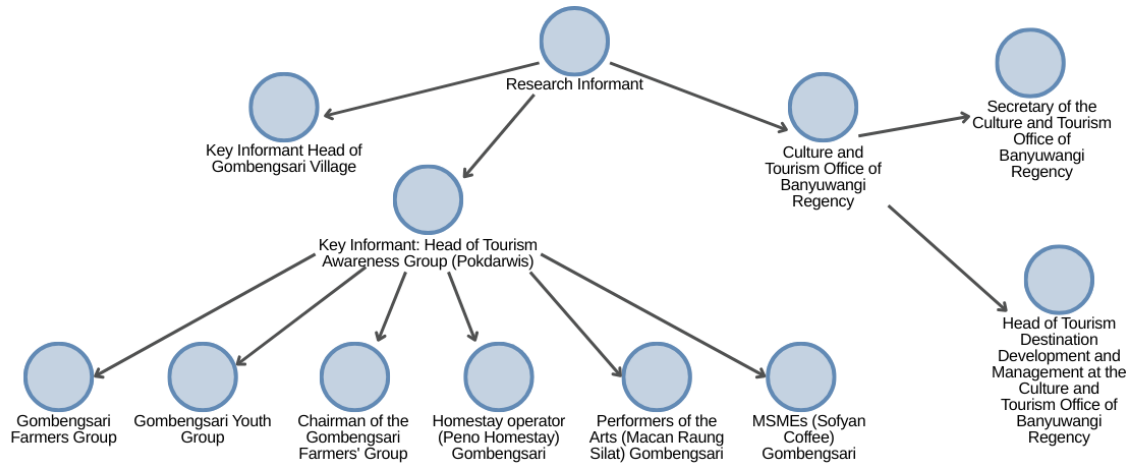 Research Informant
Key Informant Head of
Gombengsari Village
Culture and
Tourism Office of
Banyuwangi
Regency
Secretary of the
Culture and Tourism
Office of
Banyuwangi
Regency
Key Informant: Head of Tourism
Awareness Group (Pokdarwis)
Head of Tourism
Destination
Development and
Management at the
Culture and
Tourism Office of
Banyuwangi
Regency
Gombengsari
Farmers Group
Gombengsari Youth
Group
Chairman of the
Gombengsari
Farmers' Group
Homestay operator
(Peno Homestay)
Gombengsari
Performers of the
Arts (Macan Raung
Silat) Gombengsari
MSMEs (Sofyan
Coffee)
Gombengsari